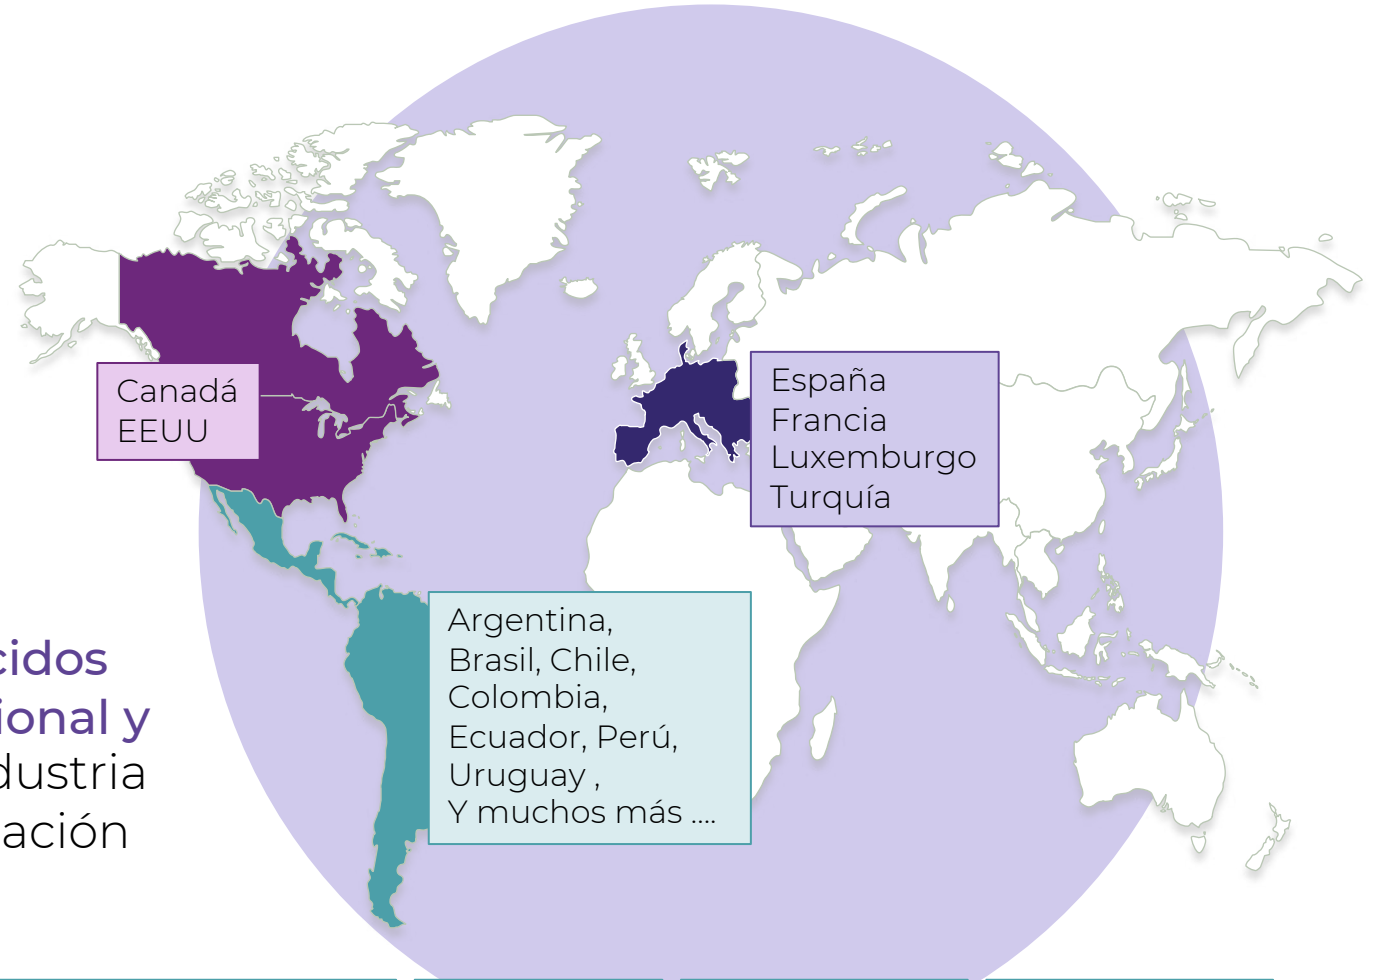 Canadá
EEUU
España
Francia
Luxemburgo
Turquía
Argentina,
Brasil, Chile,
Colombia,
Ecuador, Perú,
Uruguay ,
Y muchos más ....
cidos
ional y
dustria
ación